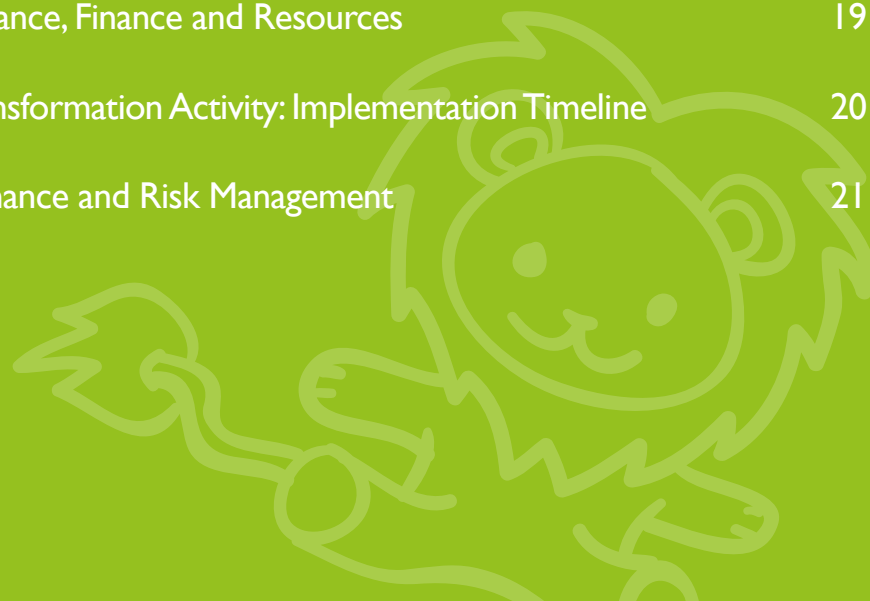 ance, Finance and Resources 19
nsformation Activity: Implementation Timeline 20
nance and Risk Management 21